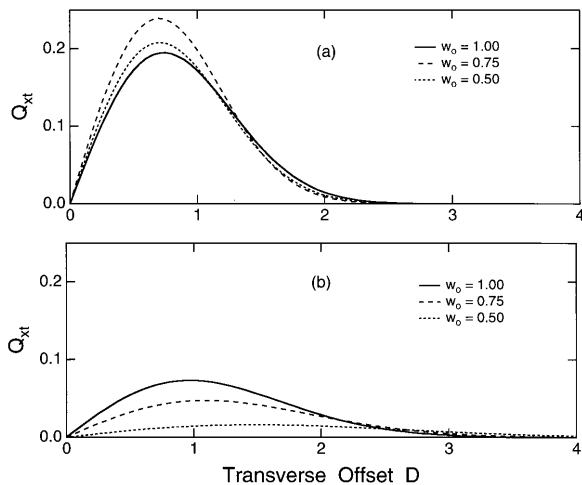 0.2
0.1
0.0
Q_xt
(a)
w_o = 1.00
w_o = 0.75
w_o = 0.50
0 1 2 3 4
0.2
0.1
0.0
Q_xt
(b)
w_o = 1.00
w_o = 0.75
w_o = 0.50
0 1 2 3 4
Transverse Offset D